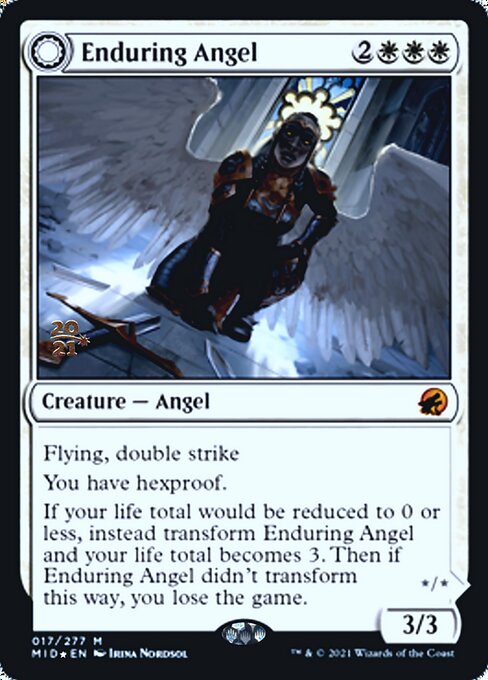 Enduring Angel 2
20
21*
Creature — Angel
Flying, double strike
You have hexproof.
If your life total would be reduced to 0 or
less, instead transform Enduring Angel
and your life total becomes 3. Then if
Enduring Angel didn't transform
this way, you lose the game.
*/*
3/3
017/277 M
MID★EN Irina Nordsol
™ & © 2021 Wizards of the Coast